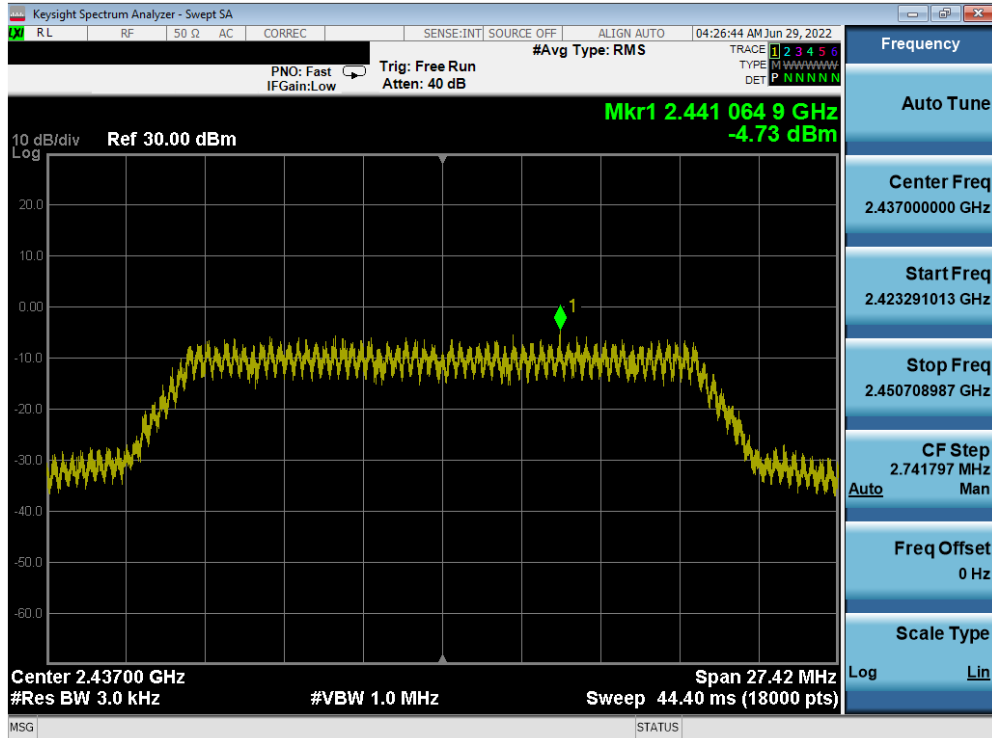 Keysight Spectrum Analyzer - Swept SA
LXI RL RF 50 Ω AC CORREC SENSE:INT SOURCE OFF ALIGN AUTO 04:26:44 AM Jun 29, 2022
#Avg Type: RMS TRACE 1 2 3 4 5 6
PNO: Fast Trig: Free Run TYPE M W W W W W
IFGain:Low Atten: 40 dB DET P N N N N N
Mkr1 2.441 064 9 GHz
-4.73 dBm
10 dB/div Ref 30.00 dBm
Log
20.0
10.0
0.00
-10.0
-20.0
-30.0
-40.0
-50.0
-60.0
1
Center 2.43700 GHz Span 27.42 MHz
#Res BW 3.0 kHz #VBW 1.0 MHz Sweep 44.40 ms (18000 pts)
MSG STATUS
Frequency
Auto Tune
Center Freq
2.437000000 GHz
Start Freq
2.423291013 GHz
Stop Freq
2.450708987 GHz
CF Step
2.741797 MHz
Auto Man
Freq Offset
0 Hz
Scale Type
Log Lin